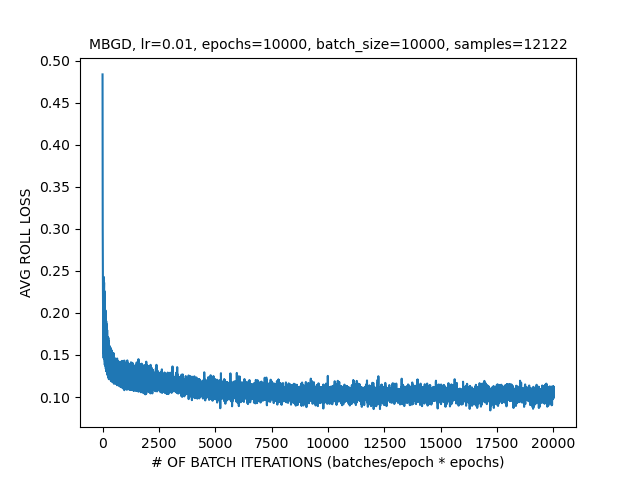 MBGD, lr=0.01, epochs=10000, batch_size=10000, samples=12122
0.50
0.45
0.40
0.35
0.30
0.25
0.20
0.15
0.10
AVG ROLL LOSS
0 2500 5000 7500 10000 12500 15000 17500 20000
# OF BATCH ITERATIONS (batches/epoch * epochs)